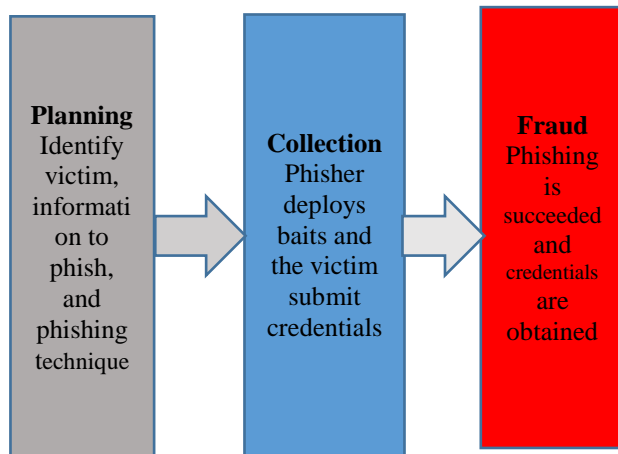 Planning
Identify
victim,
informati
on to
phish,
and
phishing
technique
Collection
Phisher
deploys
baits and
the victim
submit
credentials
Fraud
Phishing
is
succeeded
and
credentials
are
obtained